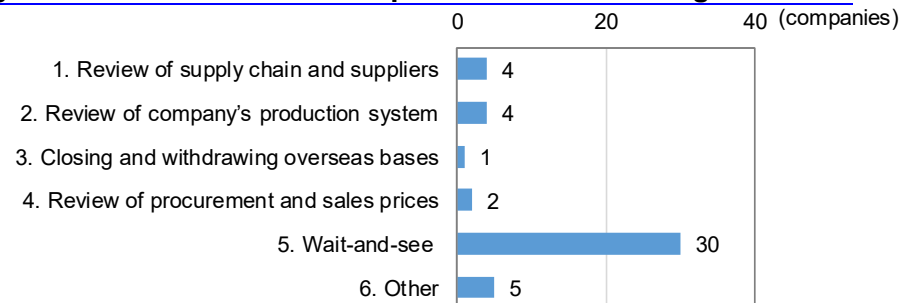 0 20 40 (companies)
1. Review of supply chain and suppliers 4
2. Review of company's production system 4
3. Closing and withdrawing overseas bases 1
4. Review of procurement and sales prices 2
5. Wait-and-see 30
6. Other 5